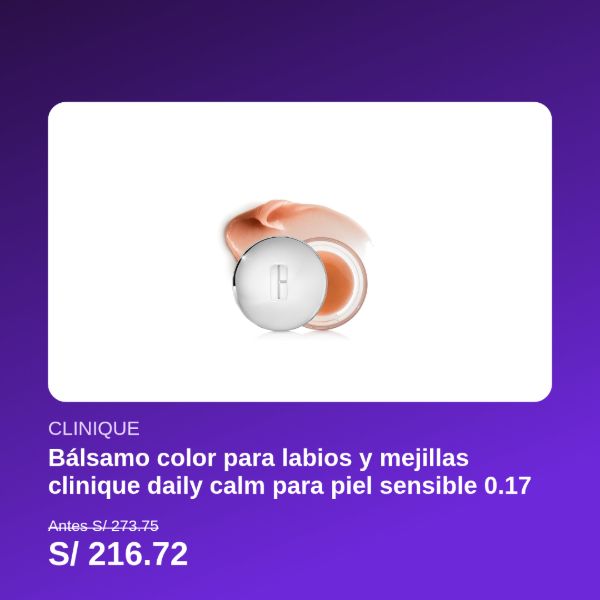 CLINIQUE
Bálsamo color para labios y mejillas
clinique daily calm para piel sensible 0.17
Antes S/ 273.75
S/ 216.72